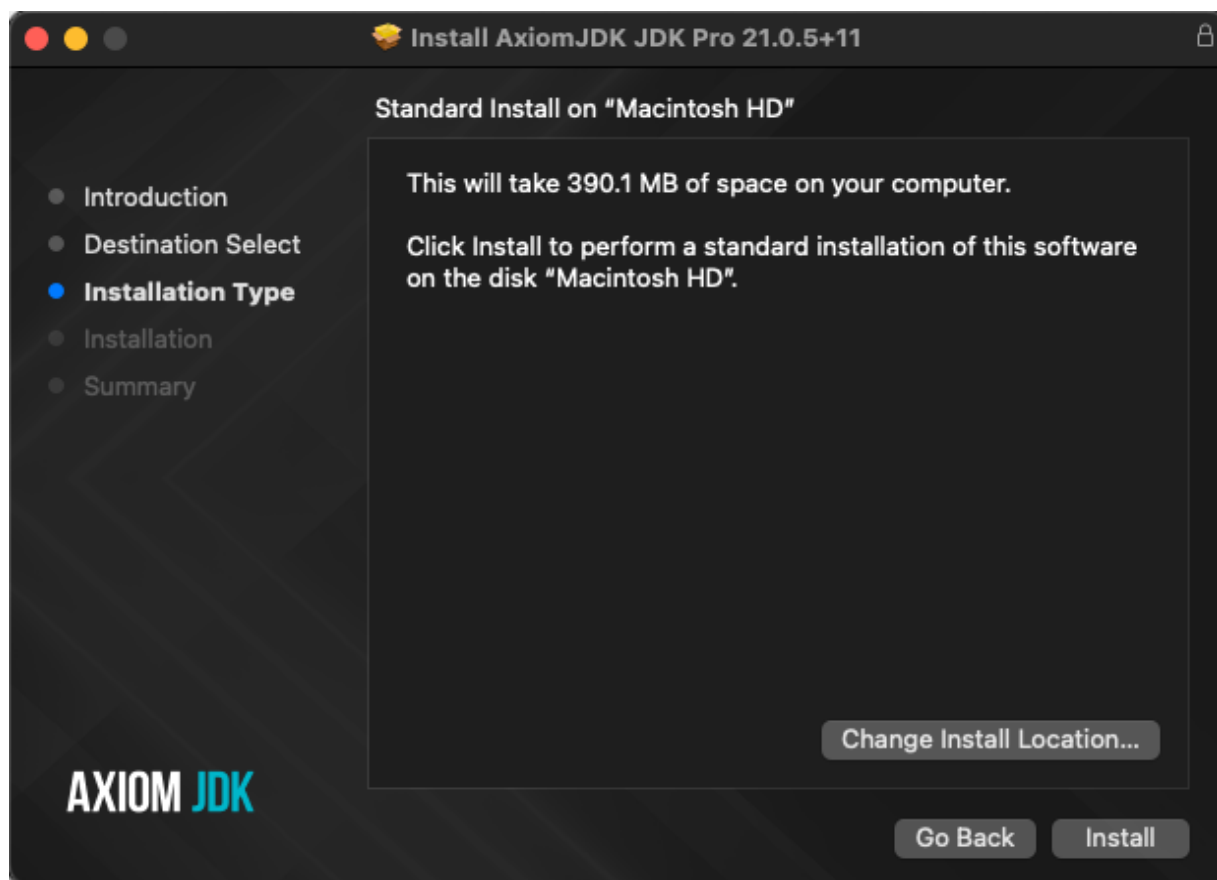 Install AxiomJDK JDK Pro 21.0.5+11
Standard Install on “Macintosh HD”
Introduction
Destination Select
Installation Type
Installation
Summary
This will take 390.1 MB of space on your computer.
Click Install to perform a standard installation of this software
on the disk “Macintosh HD”.
Change Install Location...
AXIOM JDK
Go Back
Install